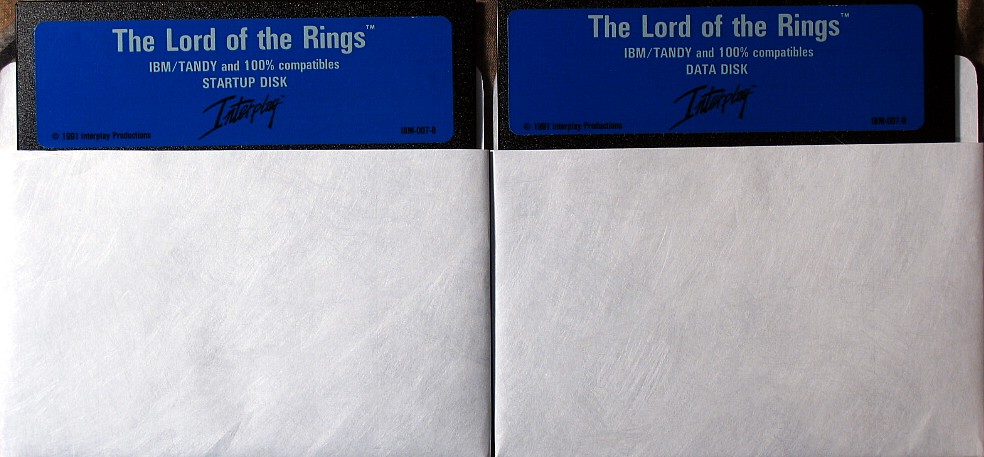 The Lord of the Rings™
IBM/TANDY and 100% compatibles
STARTUP DISK
Interplay
© 1991 Interplay Productions
IBM-007-B
The Lord of the Rings™
IBM/TANDY and 100% compatibles
DATA DISK
Interplay
© 1991 Interplay Productions
IBM-007-B